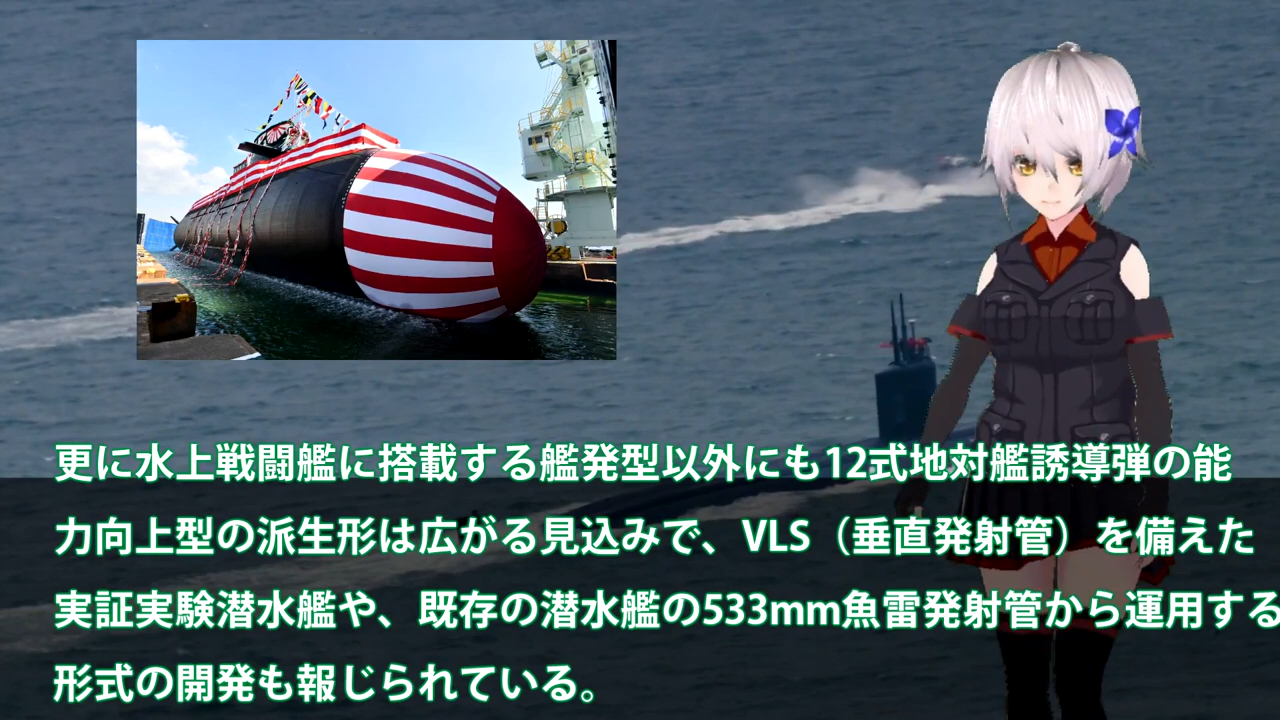 更に水上戦闘艦に搭載する艦発型以外にも12式地対艦誘導弾の能
力向上型の派生形は広がる見込みで、VLS（垂直発射管）を備えた
実証実験潜水艦や、既存の潜水艦の533mm魚雷発射管から運用する
形式の開発も報じられている。